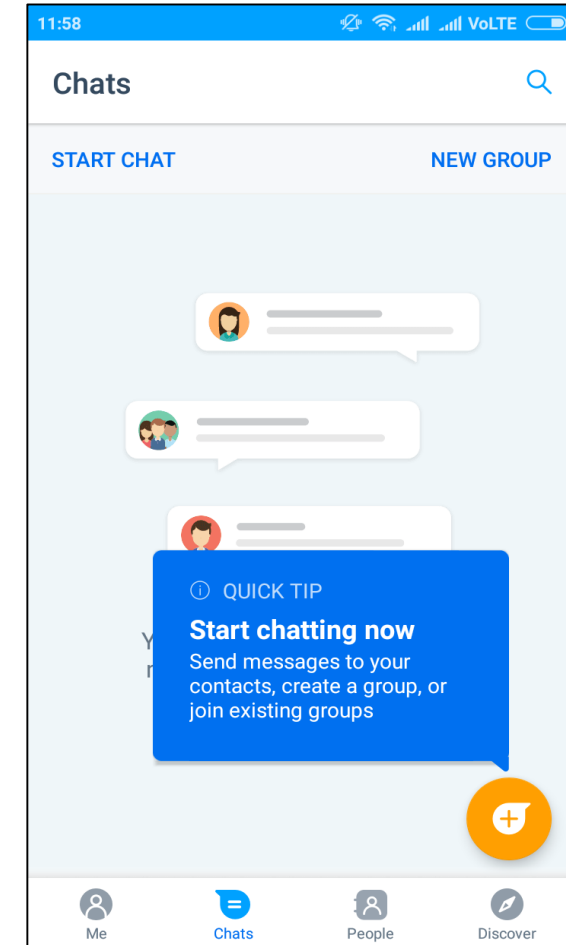 11:58 VoLTE
Chats
START CHAT NEW GROUP
QUICK TIP
Start chatting now
Send messages to your
contacts, create a group, or
join existing groups
Me Chats People Discover